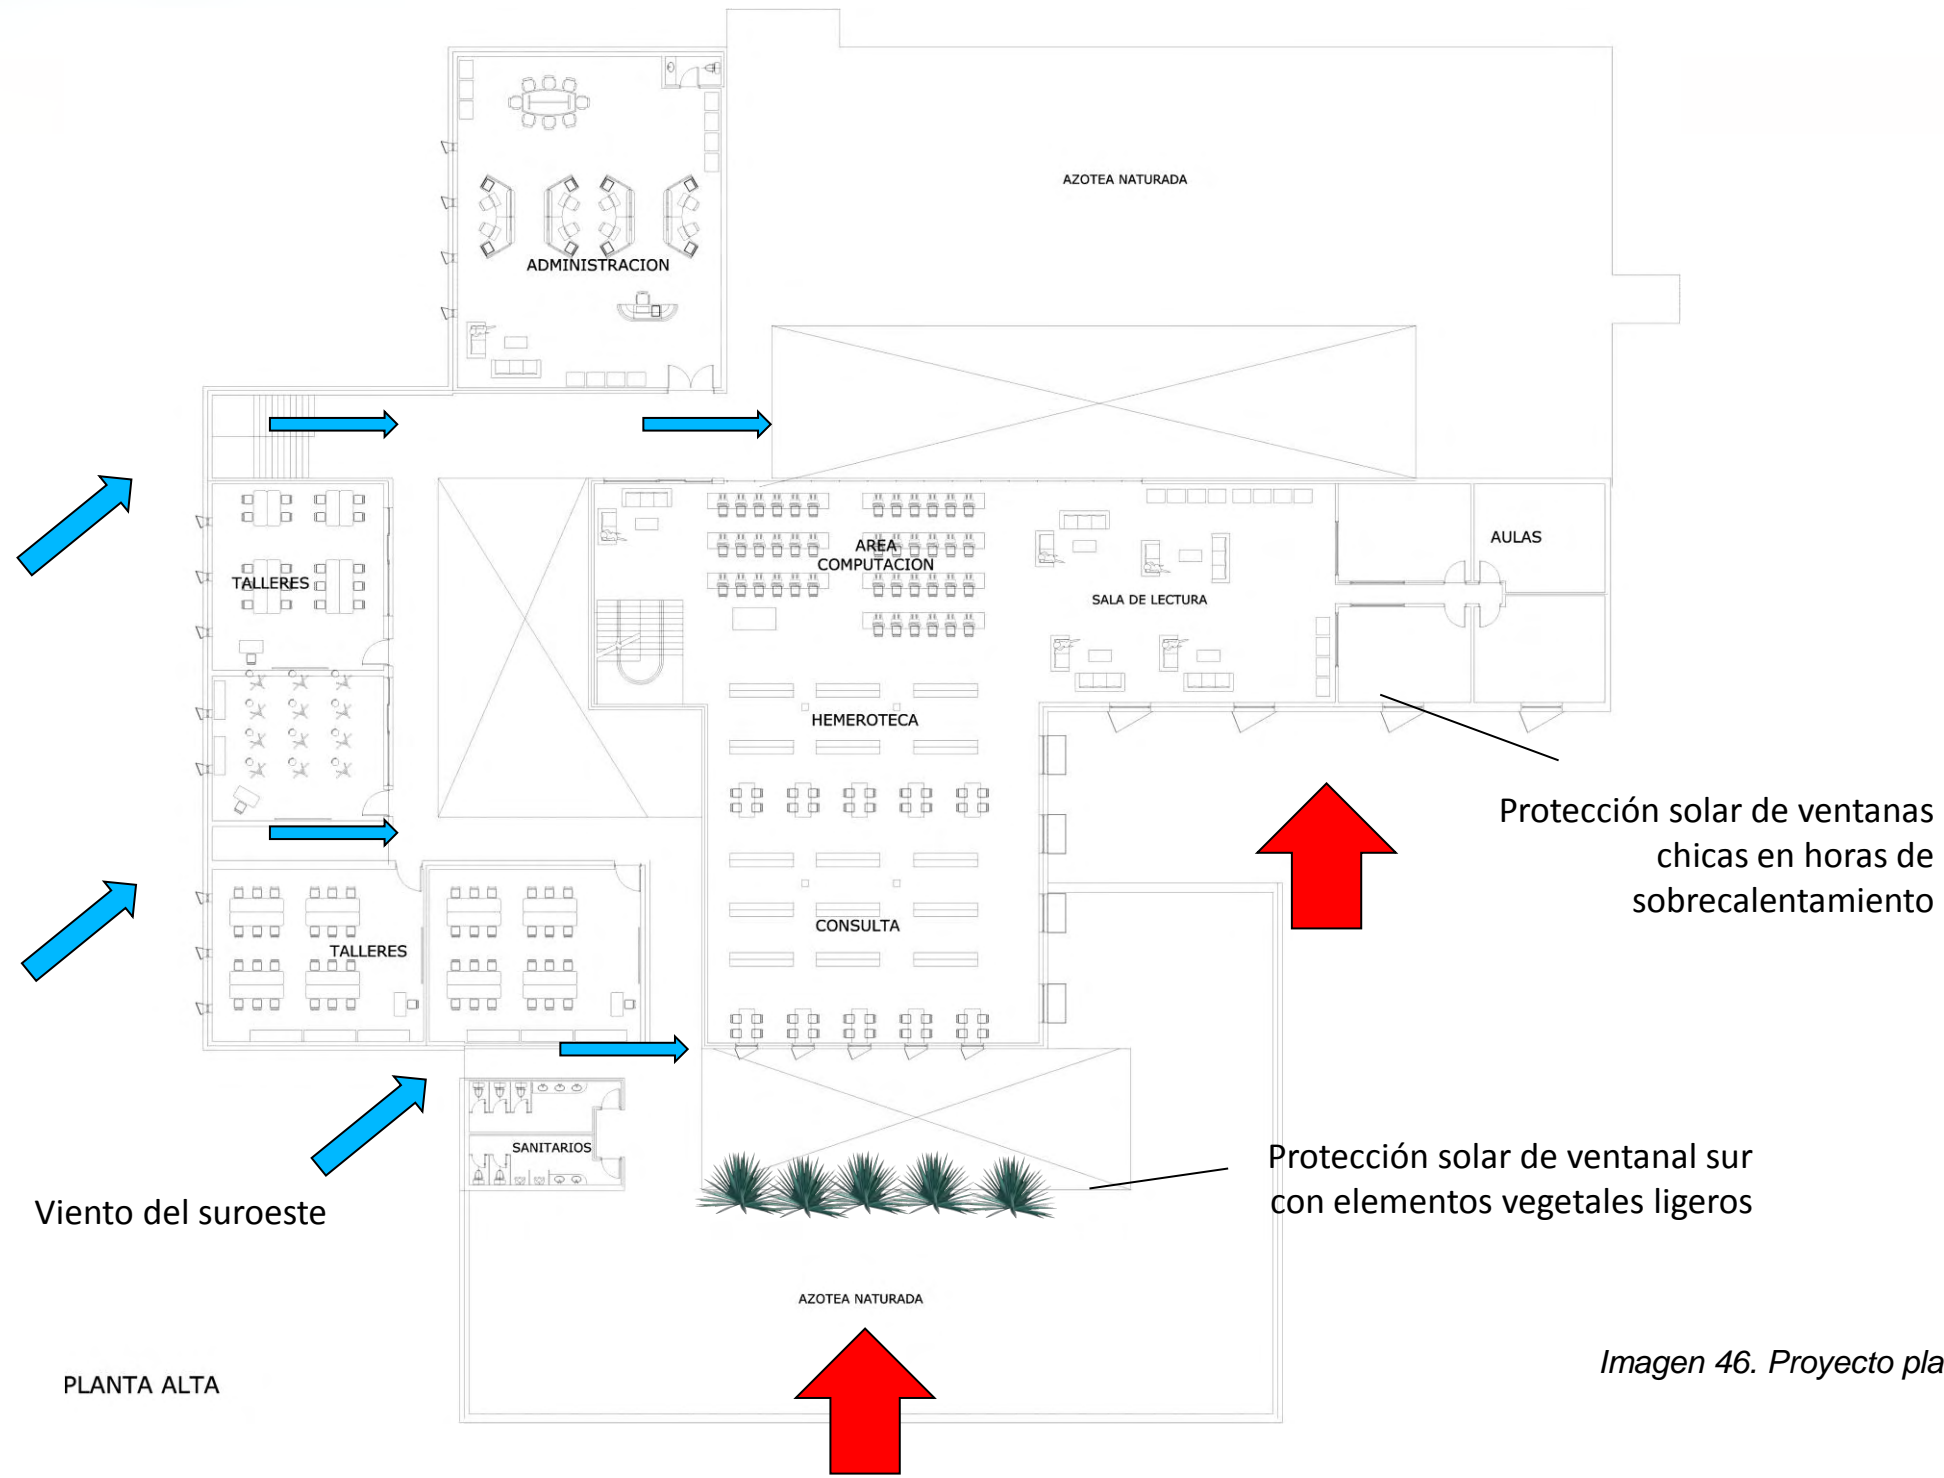 AZOTEA NATURADA
ADMINISTRACION
AULAS
AREA
COMPUTACION
TALLERES
SALA DE LECTURA
HEMEROTECA
Protección solar de ventanas
chicas en horas de
sobrecalentamiento
CONSULTA
TALLERES
SANITARIOS
Protección solar de ventanal sur
con elementos vegetales ligeros
Viento del suroeste
AZOTEA NATURADA
Imagen 46. Proyecto pla
PLANTA ALTA